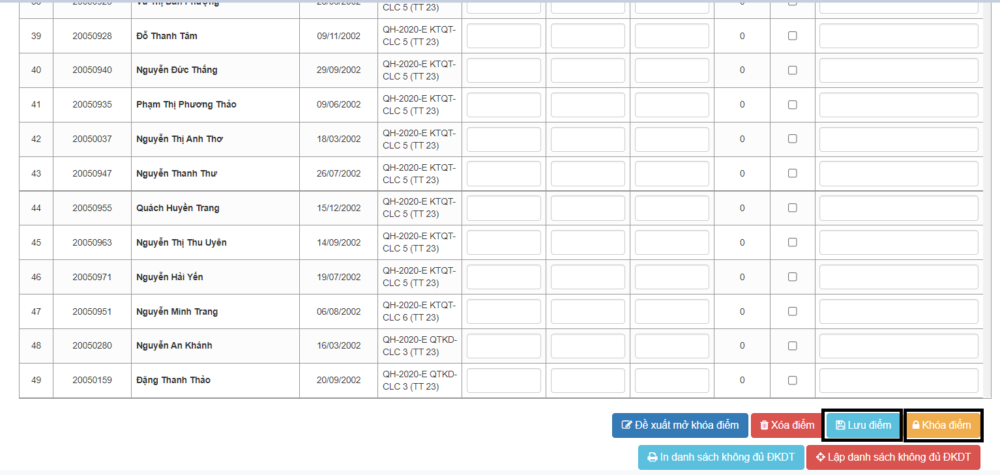 CLC 5 (TT 23)
39 20050928 Đỗ Thanh Tâm 09/11/2002 QH-2020-E KTQT-
CLC 5 (TT 23) 0
40 20050940 Nguyễn Đức Thắng 29/09/2002 QH-2020-E KTQT-
CLC 5 (TT 23) 0
41 20050935 Phạm Thị Phương Thảo 09/06/2002 QH-2020-E KTQT-
CLC 5 (TT 23) 0
42 20050037 Nguyễn Thị Anh Thơ 18/03/2002 QH-2020-E KTQT-
CLC 5 (TT 23) 0
43 20050947 Nguyễn Thanh Thư 26/07/2002 QH-2020-E KTQT-
CLC 5 (TT 23) 0
44 20050955 Quách Huyền Trang 15/12/2002 QH-2020-E KTQT-
CLC 5 (TT 23) 0
45 20050963 Nguyễn Thị Thu Uyên 14/09/2002 QH-2020-E KTQT-
CLC 5 (TT 23) 0
46 20050971 Nguyễn Hải Yến 19/07/2002 QH-2020-E KTQT-
CLC 5 (TT 23) 0
47 20050951 Nguyễn Minh Trang 06/08/2002 QH-2020-E KTQT-
CLC 6 (TT 23) 0
48 20050280 Nguyễn An Khánh 16/03/2002 QH-2020-E QTKD-
CLC 3 (TT 23) 0
49 20050159 Đặng Thanh Thảo 20/09/2002 QH-2020-E QTKD-
CLC 3 (TT 23) 0
Đề xuất mở khóa điểm Xóa điểm Lưu điểm Khóa điểm
In danh sách không đủ ĐKDT Lập danh sách không đủ ĐKDT